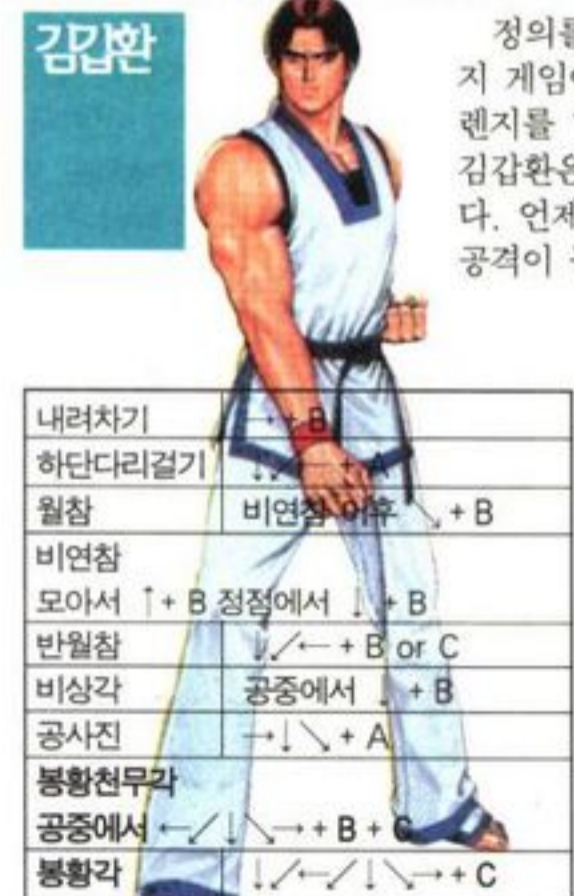 김갑환
정의를
지 게임
렌지를
김갑환은
다. 언제
공격이
내려차기 → + B
하단다리걸기 ↓↙← + A
월참 비연참 이후 ↘ + B
비연참
모아서 ↑ + B 정점에서 ↓ + B
반월참 ↓↙← + B or C
비상각 공중에서 ↓ + B
공사진 →↓↘ + A
봉황천무각
공중에서 ←↙↓↘→ + B + C
봉황각 ↓↙←↙↓↘→ + C